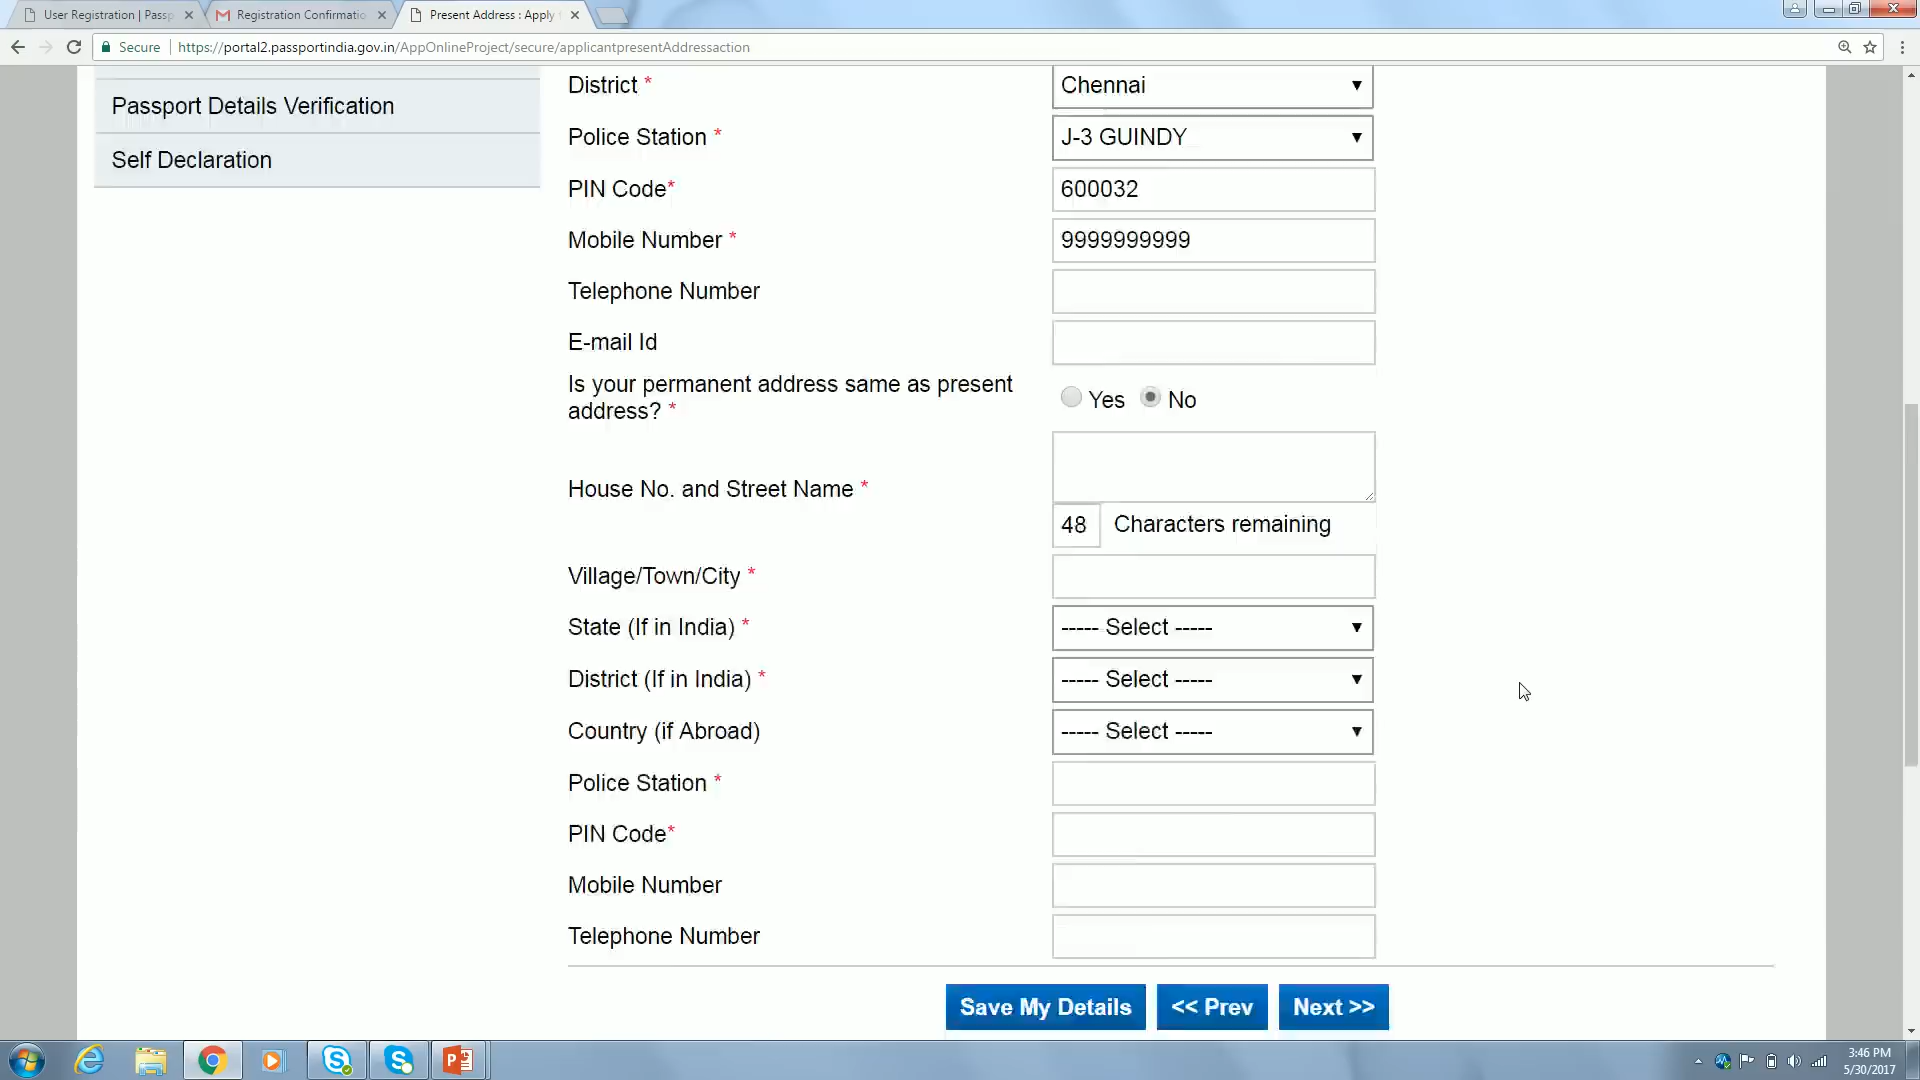 User Registration | Passp
Registration Confirmatio
Present Address : Apply
Secure
https://portal2.passportindia.gov.in/AppOnlineProject/secure/applicantpresentAddressaction
Passport Details Verification
Self Declaration
District *
Chennai
Police Station *
J-3 GUINDY
PIN Code*
600032
Mobile Number *
9999999999
Telephone Number
E-mail Id
Is your permanent address same as present
address? *
Yes No
House No. and Street Name *
48 Characters remaining
Village/Town/City *
State (If in India) *
----- Select -----
District (If in India) *
----- Select -----
Country (if Abroad)
----- Select -----
Police Station *
PIN Code*
Mobile Number
Telephone Number
Save My Details
<< Prev
Next >>
3:46 PM
5/30/2017